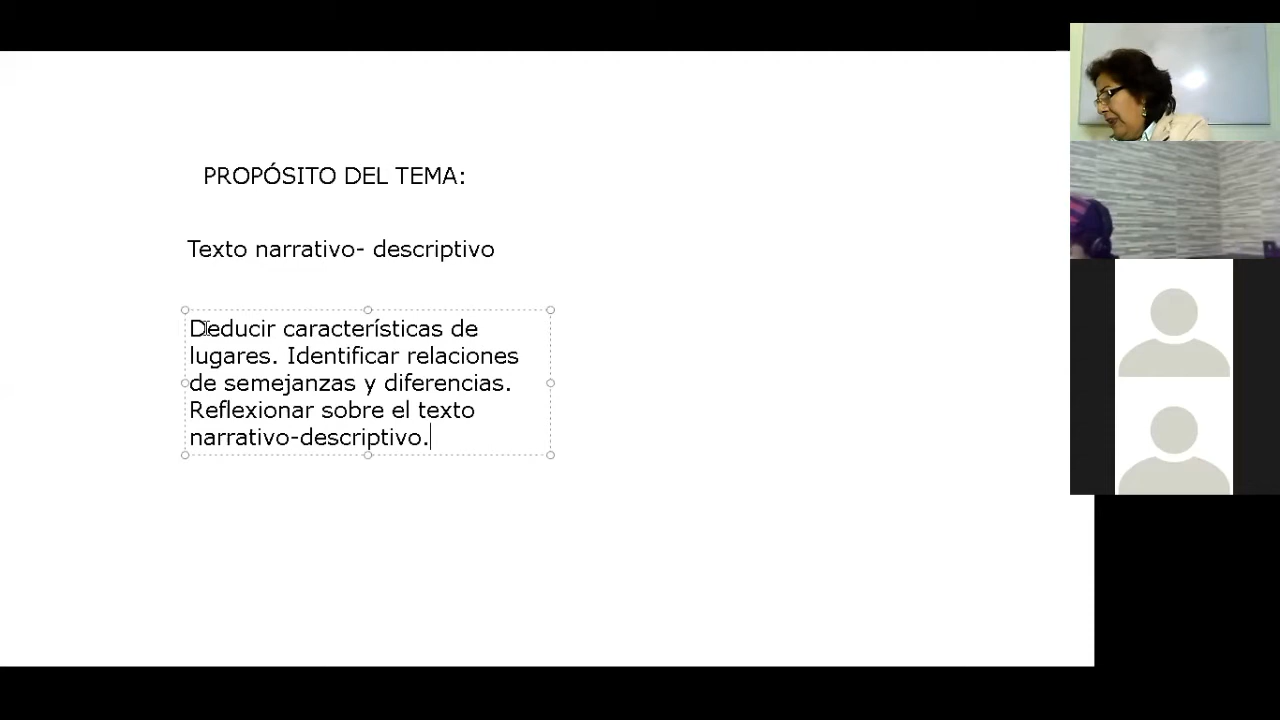 PROPÓSITO DEL TEMA:
Texto narrativo- descriptivo
Deducir características de
lugares. Identificar relaciones
de semejanzas y diferencias.
Reflexionar sobre el texto
narrativo-descriptivo.